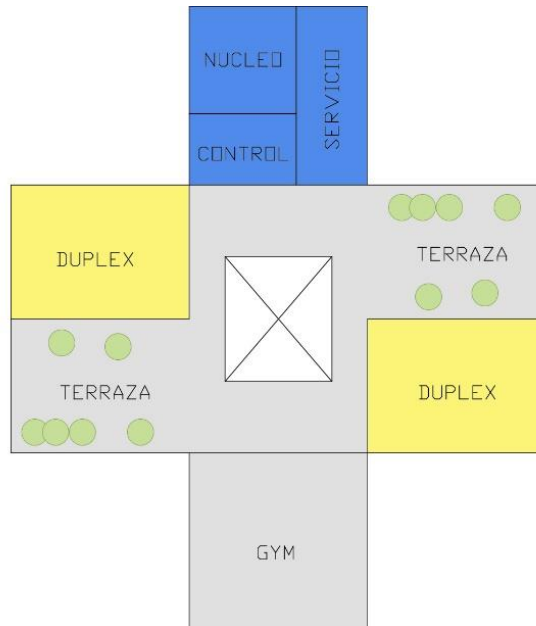 NUCLEO
SERVICIO
CONTROL
DUPLEX
TERRAZA
TERRAZA
DUPLEX
GYM